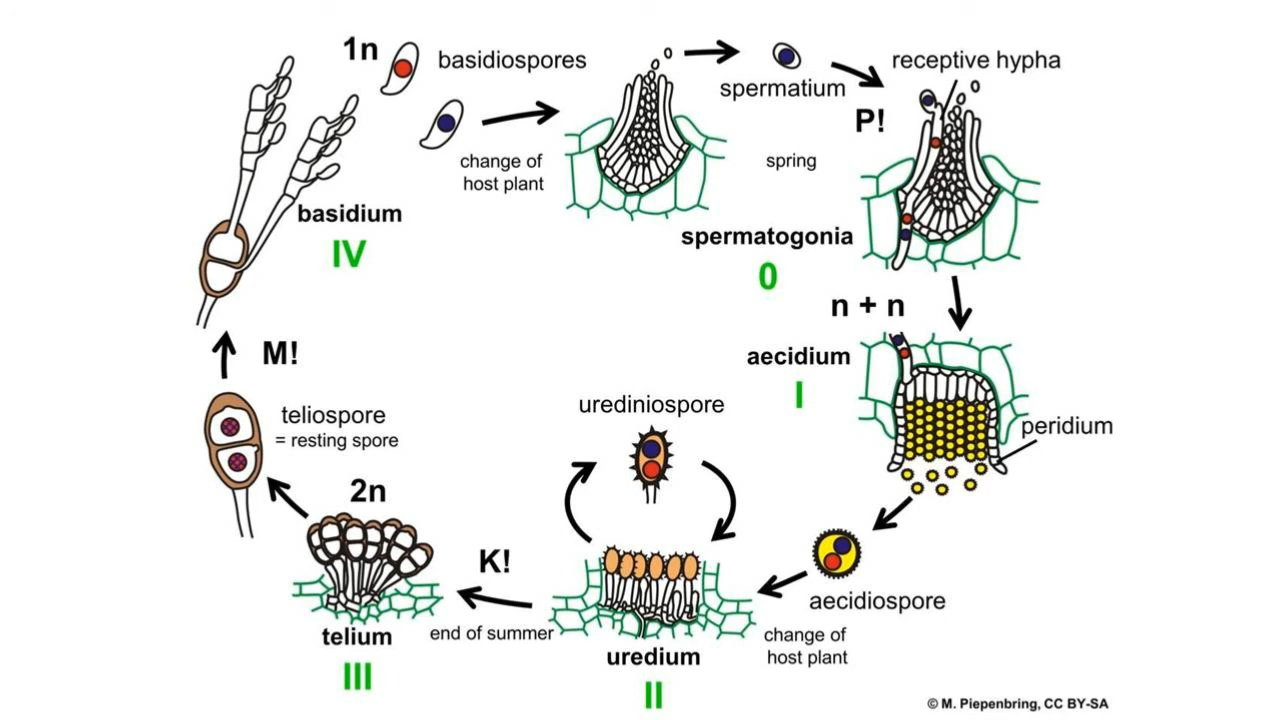 1n
basidiospores
change of
host plant
basidium
IV
spermatium
receptive hypha
P!
spring
spermatogonia
0
n + n
aecidium
I
peridium
aecidiospore
change of
host plant
urediniospore
uredium
II
K!
end of summer
2n
telium
III
teliospore
= resting spore
M!
© M. Piepenbring, CC BY-SA